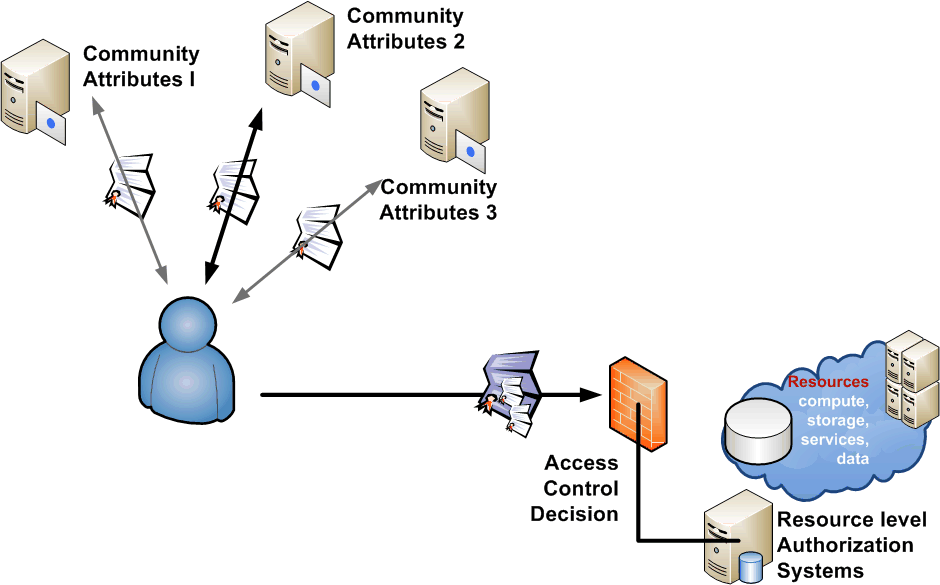 Community
Attributes I
Community
Attributes 2
Community
Attributes 3
Resources
compute,
storage,
services,
data
Access
Control
Decision
Resource level
Authorization
Systems